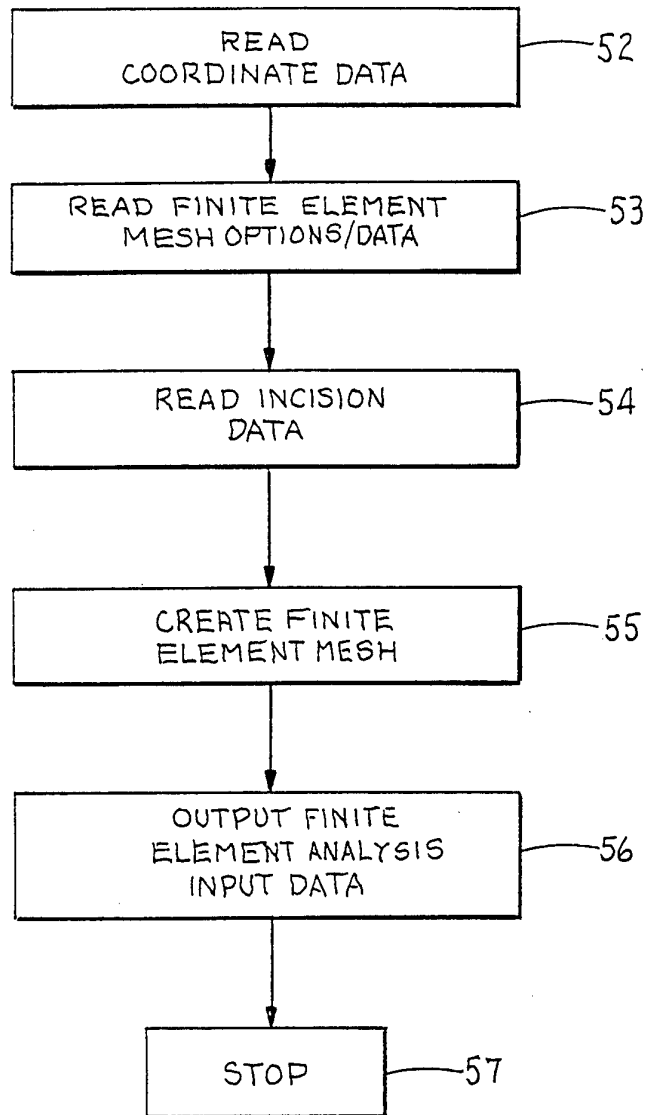 READ
COORDINATE DATA
52
READ FINITE ELEMENT
MESH OPTIONS/DATA
53
READ INCISION
DATA
54
CREATE FINITE
ELEMENT MESH
55
OUTPUT FINITE
ELEMENT ANALYSIS
INPUT DATA
56
STOP
57